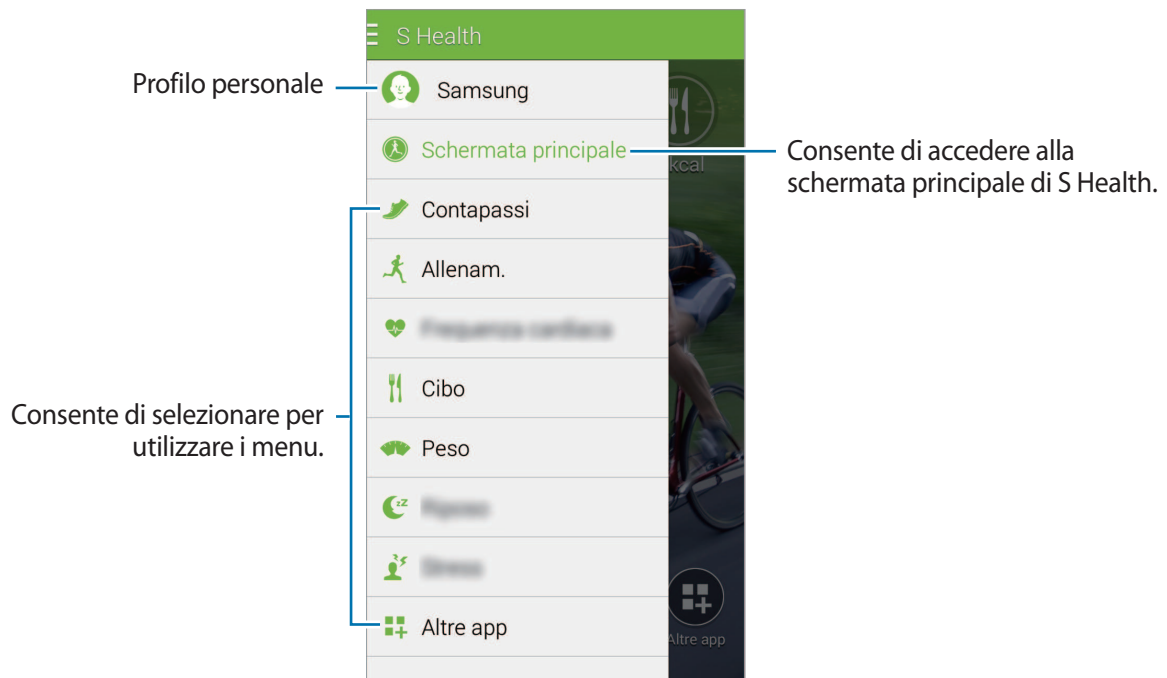 S Health
Profilo personale
Samsung
Schermata principale
kcal
Consente di accedere alla
schermata principale di S Health.
Contapassi
Allenam.
Cibo
Consente di selezionare per
utilizzare i menu.
Peso
Altre app
Altre app